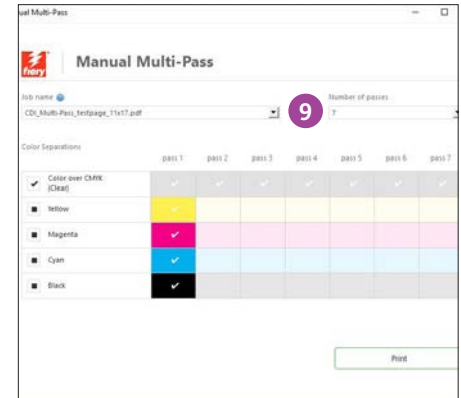 ual Multi-Pass
fiery
Manual Multi-Pass
Job name
Number of passes
CDI_Multi-Pass_testpage_11x17.pdf
9
7
Color Separations
pass 1 pass 2 pass 3 pass 4 pass 5 pass 6 pass 7
Color over CMYK
(Clear)
Yellow
Magenta
Cyan
Black
Print